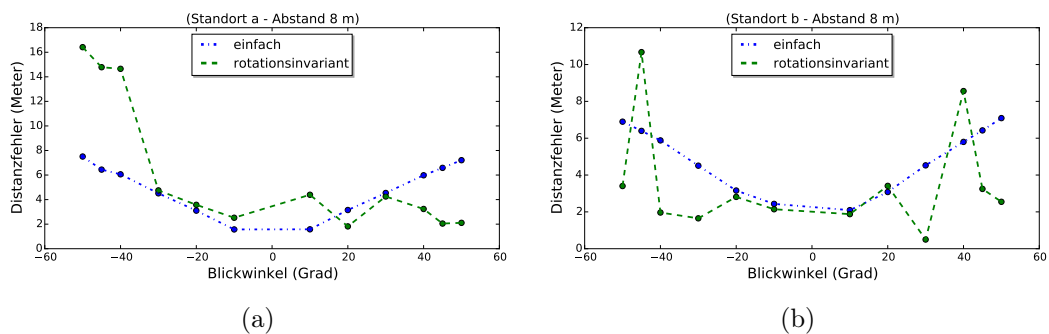 (Standort a - Abstand 8 m)
18
16
14
12
10
8
6
4
2
0
Distanzfehler (Meter)
einfach
rotationsinvariant
−60
−40
−20
0
20
40
60
Blickwinkel (Grad)
(a)
(Standort b - Abstand 8 m)
12
10
8
6
4
2
0
Distanzfehler (Meter)
einfach
rotationsinvariant
−60
−40
−20
0
20
40
60
Blickwinkel (Grad)
(b)